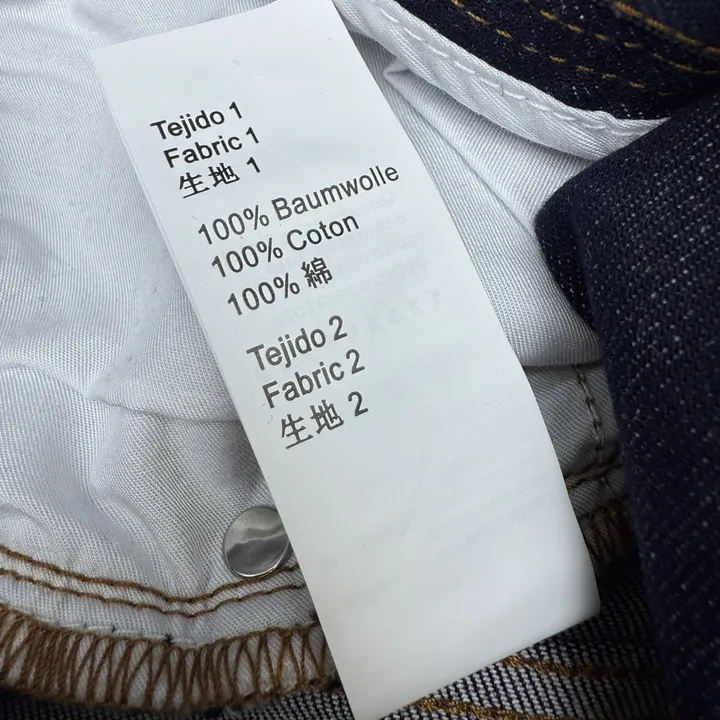 Tejido 1
Fabric 1
生地 1
100% Baumwolle
100% Coton
100% 綿
Tejido 2
Fabric 2
生地 2